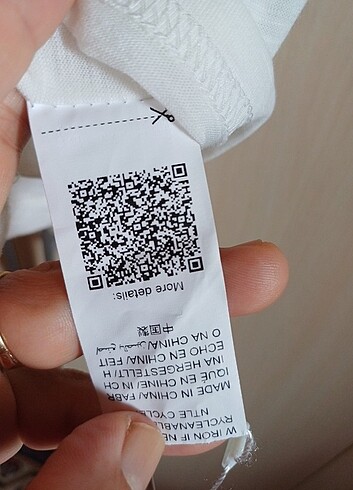 W IRON IF NE
RYCLEANABLE
NTLE CYCLE
MADE IN CHINA/ FABR
IQUÉ EN CHINE/ IN CH
INA HERGESTELLT/ H
ECHO EN CHINA/ FEIT
O NA CHINA/
中国製
More details: